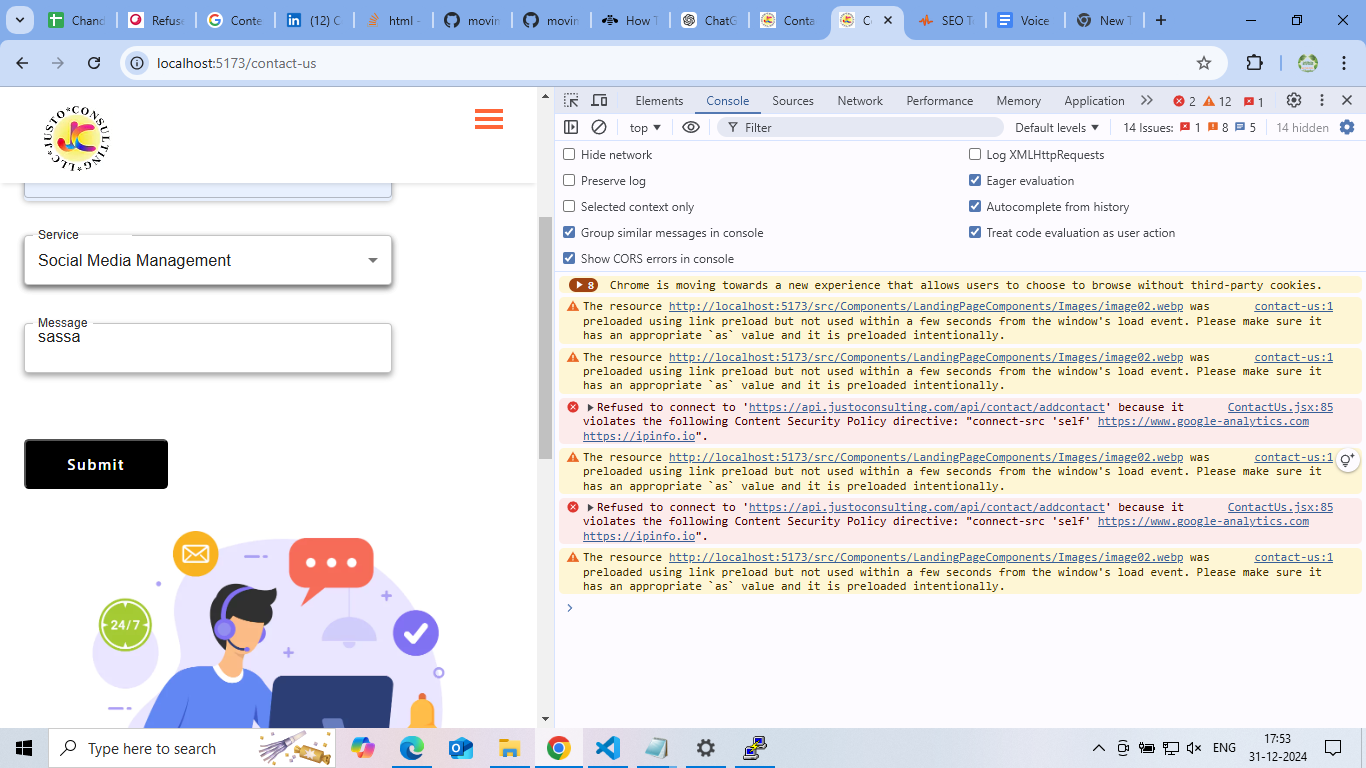 Chand
Refuse
Conte
(12) C
html -
movin
movin
How T
ChatG
Conta
Co
SEO To
Voice
New T
localhost:5173/contact-us
JUSTO*CONSULTING*LLC*
JC
Service
Social Media Management
Message
sassa
Submit
24/7
Elements
Console
Sources
Network
Performance
Memory
Application
2
12
1
top
Filter
Default levels
14 Issues:
1
8
5
14 hidden
Hide network
Log XMLHttpRequests
Preserve log
Eager evaluation
Selected context only
Autocomplete from history
Group similar messages in console
Treat code evaluation as user action
Show CORS errors in console
8 Chrome is moving towards a new experience that allows users to choose to browse without third-party cookies.
The resource http://localhost:5173/src/Components/LandingPageComponents/Images/image02.webp was contact-us:1
preloaded using link preload but not used within a few seconds from the window's load event. Please make sure it
has an appropriate `as` value and it is preloaded intentionally.
The resource http://localhost:5173/src/Components/LandingPageComponents/Images/image02.webp was contact-us:1
preloaded using link preload but not used within a few seconds from the window's load event. Please make sure it
has an appropriate `as` value and it is preloaded intentionally.
Refused to connect to 'https://api.justoconsulting.com/api/contact/addcontact' because it ContactUs.jsx:85
violates the following Content Security Policy directive: "connect-src 'self' https://www.google-analytics.com
https://ipinfo.io".
The resource http://localhost:5173/src/Components/LandingPageComponents/Images/image02.webp was contact-us:1
preloaded using link preload but not used within a few seconds from the window's load event. Please make sure it
has an appropriate `as` value and it is preloaded intentionally.
Refused to connect to 'https://api.justoconsulting.com/api/contact/addcontact' because it ContactUs.jsx:85
violates the following Content Security Policy directive: "connect-src 'self' https://www.google-analytics.com
https://ipinfo.io".
The resource http://localhost:5173/src/Components/LandingPageComponents/Images/image02.webp was contact-us:1
preloaded using link preload but not used within a few seconds from the window's load event. Please make sure it
has an appropriate `as` value and it is preloaded intentionally.
Type here to search
ENG
17:53
31-12-2024